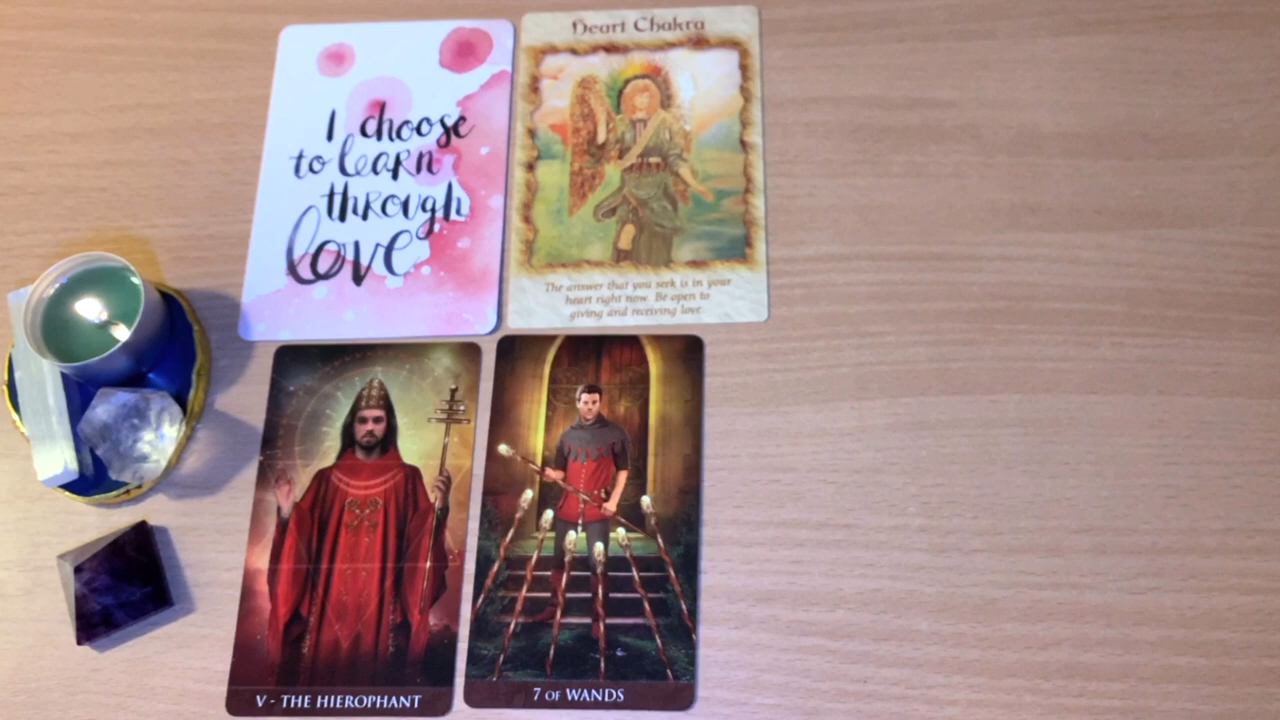 I choose
to learn
through
love
Heart Chakra
The answer that you seek is in your
heart right now. Be open to
giving and receiving love.
V - THE HIEROPHANT
7 OF WANDS